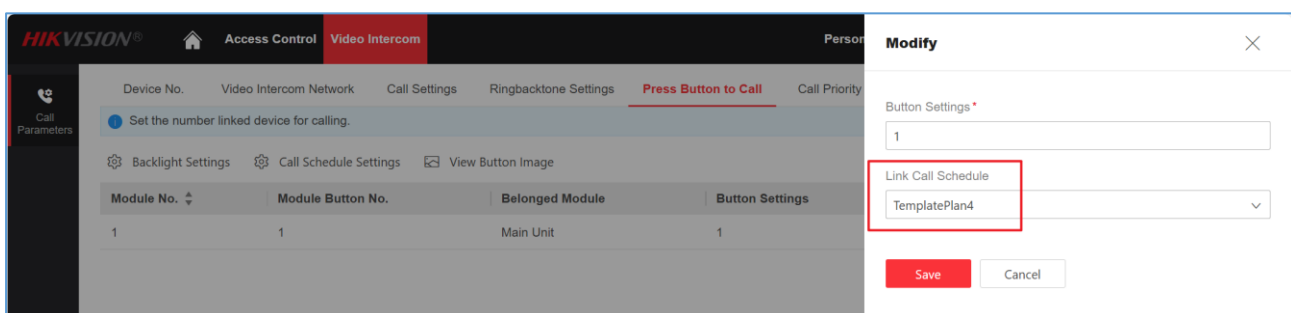 HIKVISION®
Access Control
Video Intercom
Person
Call Parameters
Device No.
Video Intercom Network
Call Settings
Ringbacktone Settings
Press Button to Call
Call Priority
Set the number linked device for calling.
Backlight Settings
Call Schedule Settings
View Button Image
Module No.
Module Button No.
Belonged Module
Button Settings
1
1
Main Unit
1
Modify
Button Settings*
1
Link Call Schedule
TemplatePlan4
Save
Cancel